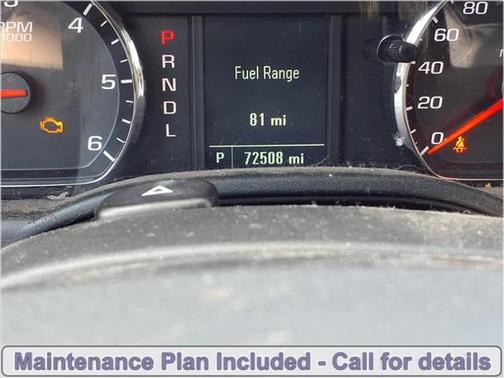 3
4
5
6
RPM
P
R
N
D
L
Fuel Range
81 mi
P 72508 mi
80
60
40
20
0
Maintenance Plan Included - Call for details